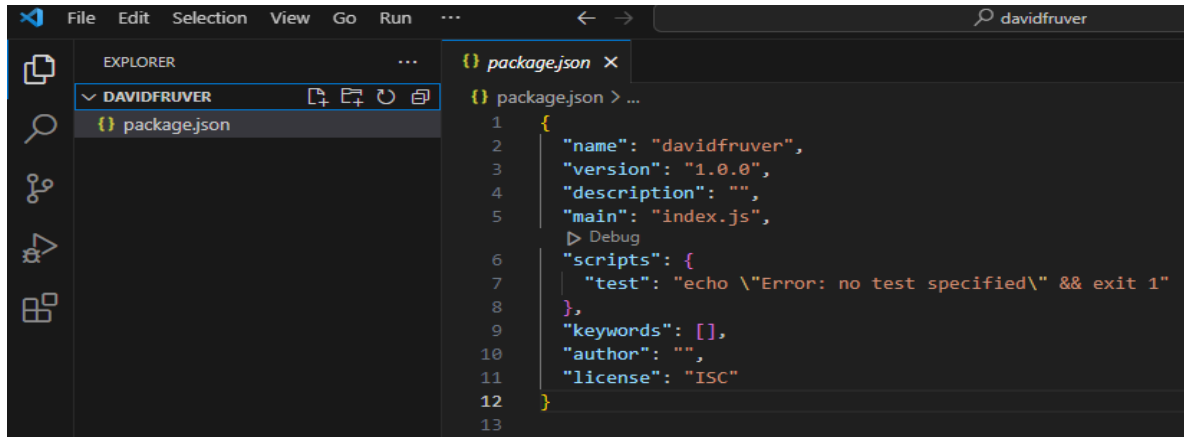 File Edit Selection View Go Run ··· ← → davidfruver
EXPLORER ···
DAVIDFRUVER
{} package.json
{} package.json ×
{} package.json > ...
1 {
2 "name": "davidfruver",
3 "version": "1.0.0",
4 "description": "",
5 "main": "index.js",
Debug
6 "scripts": {
7 "test": "echo \"Error: no test specified\" && exit 1"
8 },
9 "keywords": [],
10 "author": "",
11 "license": "ISC"
12 }
13